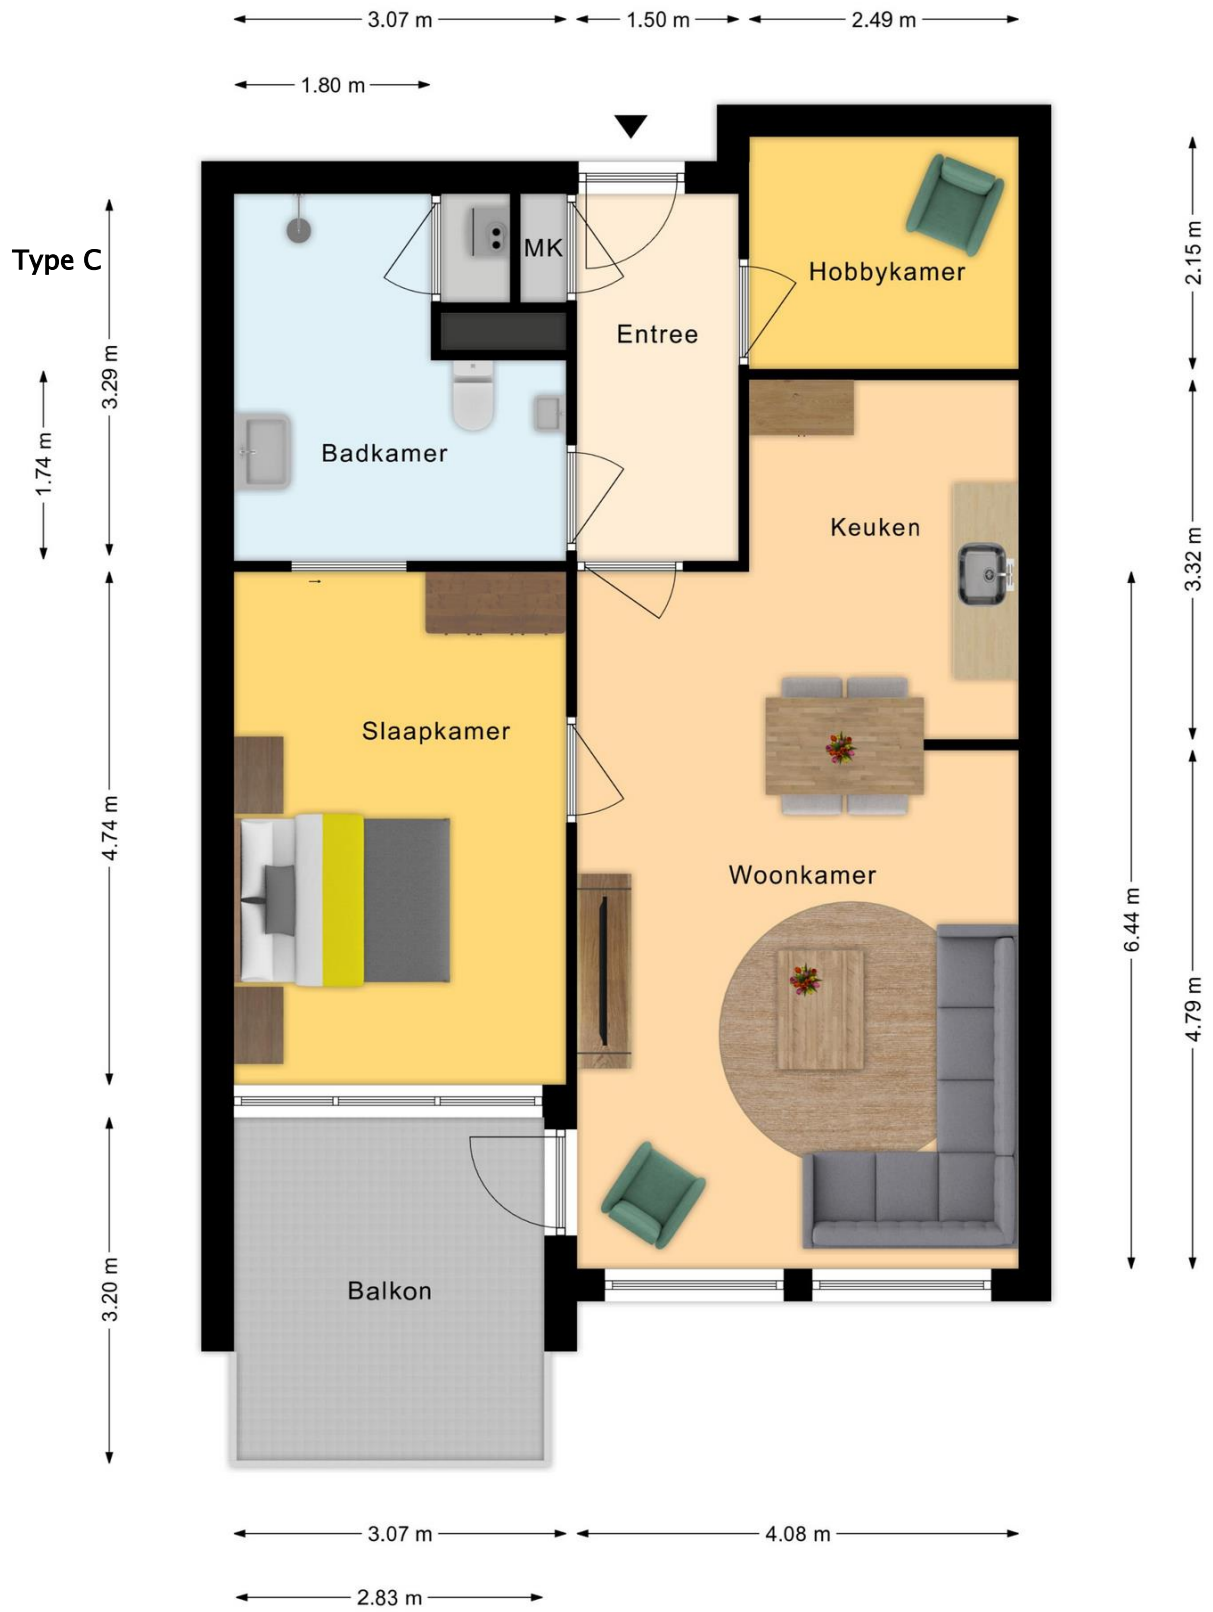 3.07 m
1.50 m
2.49 m
1.80 m
Type C
MK
Hobbykamer
2.15 m
Entree
3.29 m
1.74 m
Badkamer
Keuken
3.32 m
Slaapkamer
4.74 m
Woonkamer
6.44 m
4.79 m
Balkon
3.20 m
3.07 m
4.08 m
2.83 m